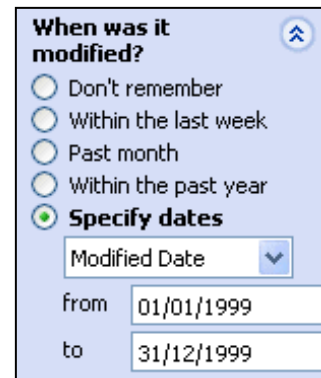 When was it
modified?
Don't remember
Within the last week
Past month
Within the past year
Specify dates
Modified Date
from 01/01/1999
to 31/12/1999